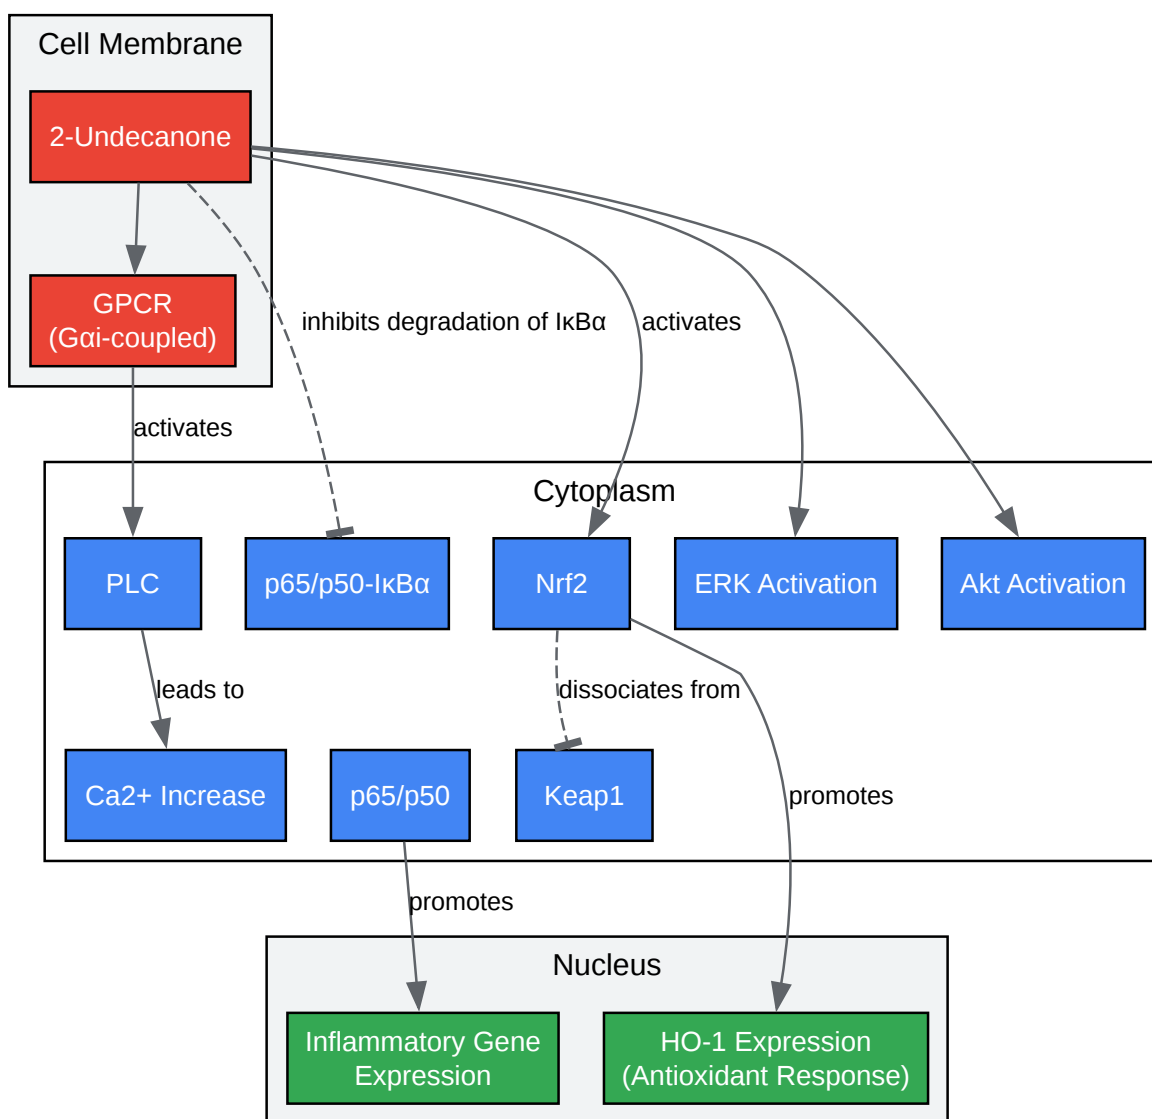 Cell Membrane
2-Undecanone
GPCR
(Gαi-coupled)
inhibits degradation of IκBα
activates
activates
Cytoplasm
PLC
p65/p50-IκBα
Nrf2
ERK Activation
Akt Activation
leads to
dissociates from
Ca2+ Increase
p65/p50
Keap1
promotes
promotes
Nucleus
Inflammatory Gene
Expression
HO-1 Expression
(Antioxidant Response)